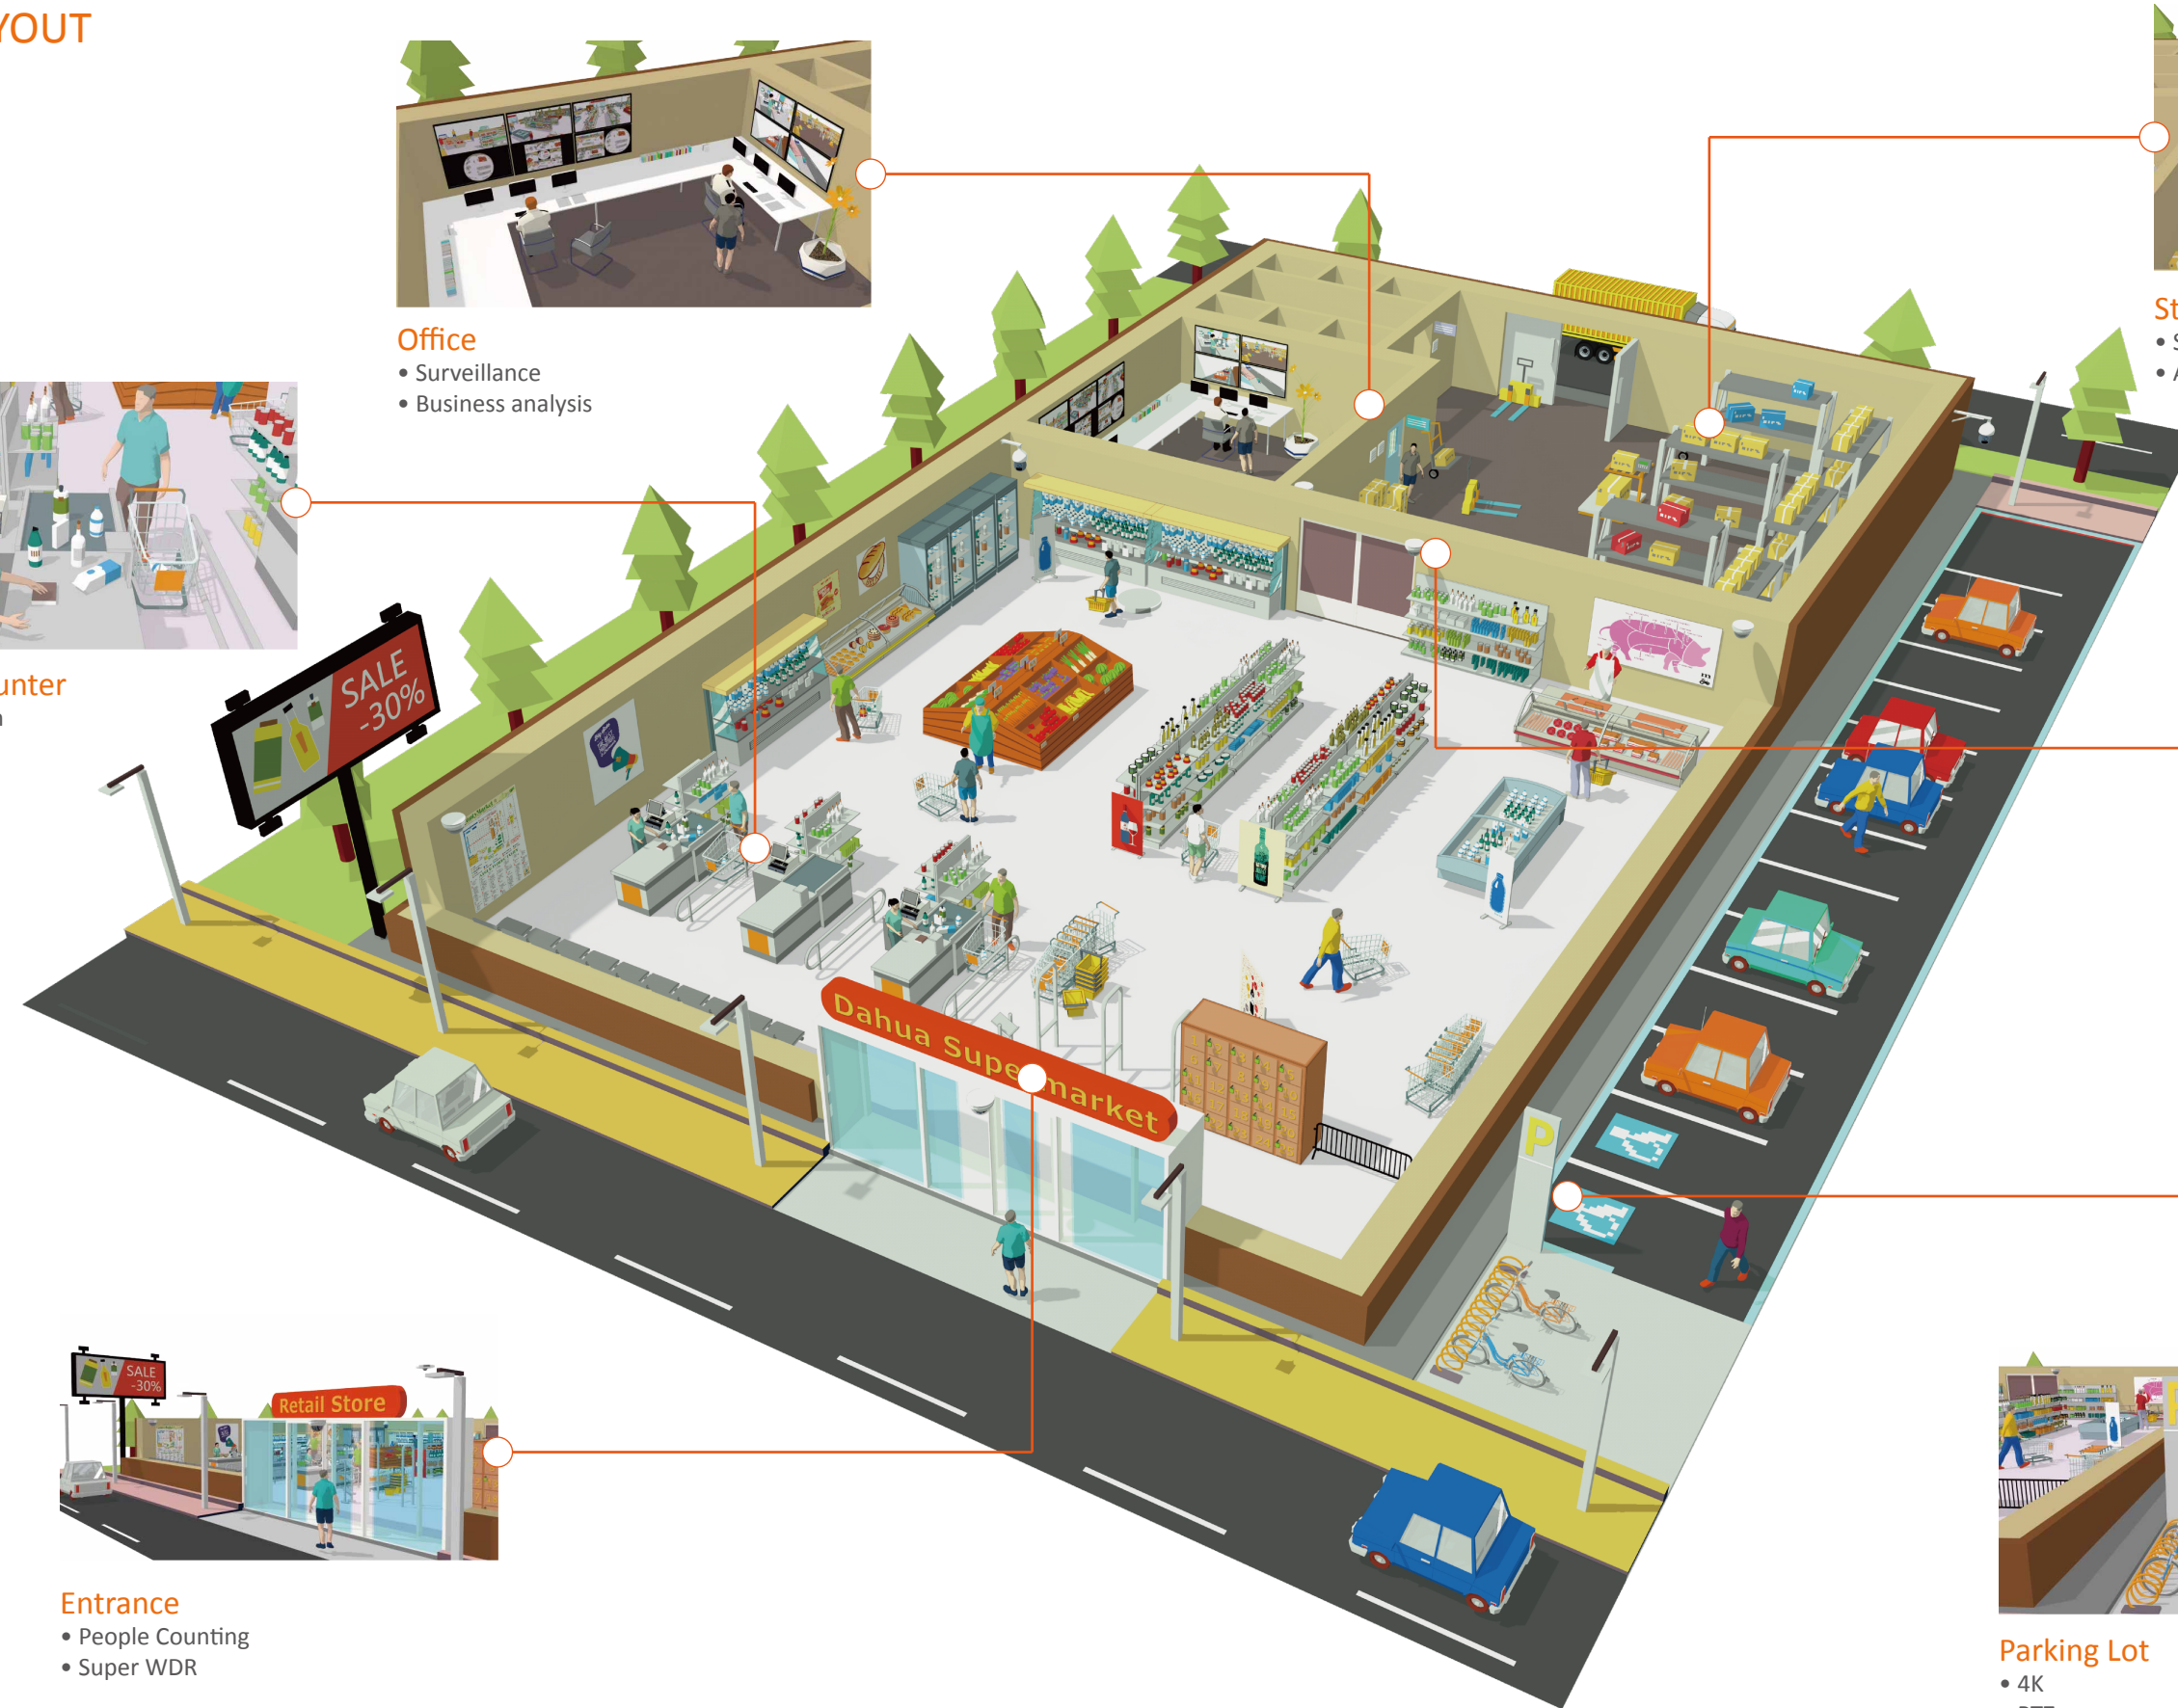 YOUT
Office
• Surveillance
• Business analysis
St
• S
• A
unter
SALE
-30%
Dahua Supermarket
P
SALE
-30%
Retail Store
Entrance
• People Counting
• Super WDR
Parking Lot
• 4K